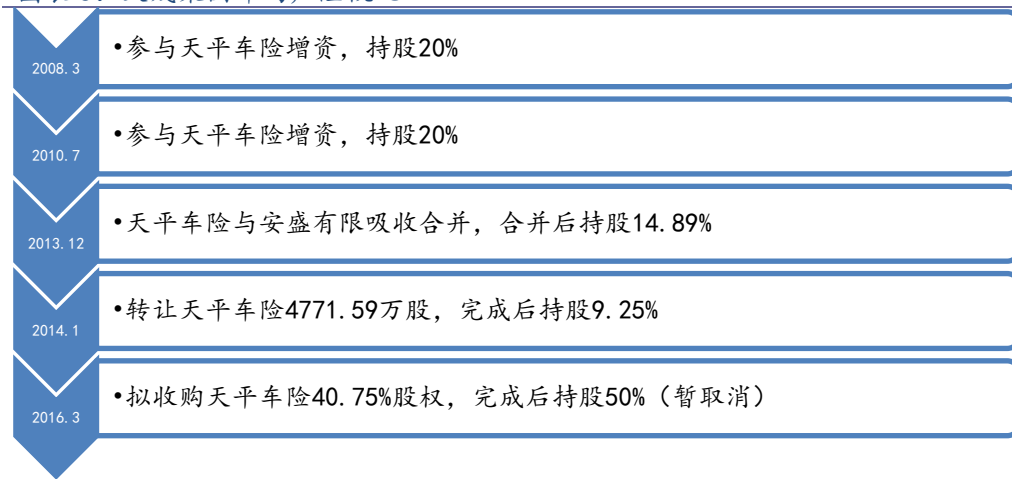 •参与天平车险增资，持股20%
2008.3
•参与天平车险增资，持股20%
2010.7
•天平车险与安盛有限吸收合并，合并后持股14.89%
2013.12
•转让天平车险4771.59万股，完成后持股9.25%
2014.1
•拟收购天平车险40.75%股权，完成后持股50%（暂取消）
2016.3